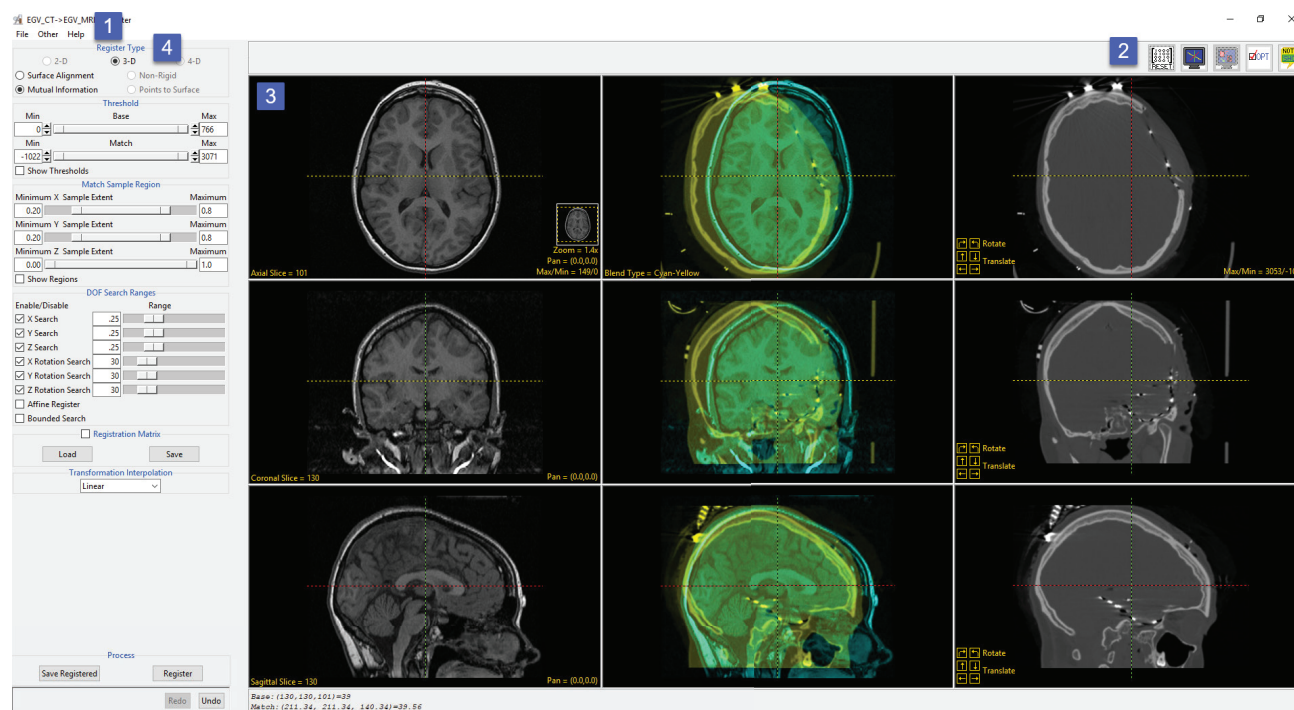 EGV_CT->EGV_MRI
1
File Other Help
Register Type
4
2-D 3-D 4-D
Surface Alignment Non-Rigid
Mutual Information Points to Surface
Threshold
Min Base Max
0 766
Min Match Max
-1022 3071
Show Thresholds
Match Sample Region
Minimum X Sample Extent Maximum
0.20 0.8
Minimum Y Sample Extent Maximum
0.20 0.8
Minimum Z Sample Extent Maximum
0.00 1.0
Show Regions
DOF Search Ranges
Enable/Disable Range
X Search .25
Y Search .25
Z Search .25
X Rotation Search 30
Y Rotation Search 30
Z Rotation Search 30
Affine Register
Bounded Search
Registration Matrix
Load Save
Transformation Interpolation
Linear
Process
Save Registered Register
Redo Undo
2
RESET
OPT
NOT
3
Zoom = 1.4x
Pan = (0.0,0.0)
Axial Slice = 101
Max/Min = 149/0
Blend Type = Cyan-Yellow
Rotate
Translate
Max/Min = 3053/-10
Coronal Slice = 130
Pan = (0.0,0.0)
Rotate
Translate
Sagittal Slice = 130
Pan = (0.0,0.0)
Rotate
Translate
Base:(130,130,101)=39
Match:(211.34, 211.34, 140.34)=39.56